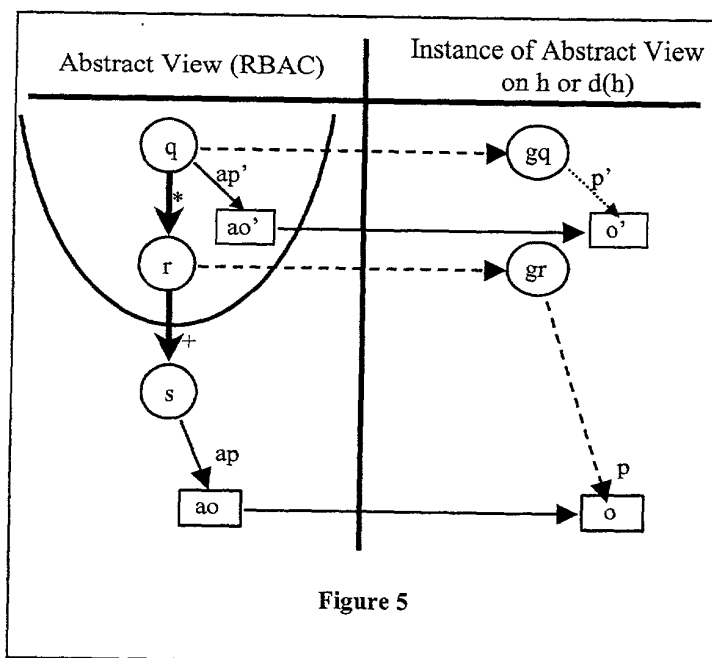 Abstract View (RBAC)
Instance of Abstract View
on h or d(h)
q
gq
ap’
p’
*
ao’
o’
r
gr
+
s
ap
p
ao
o
Figure 5